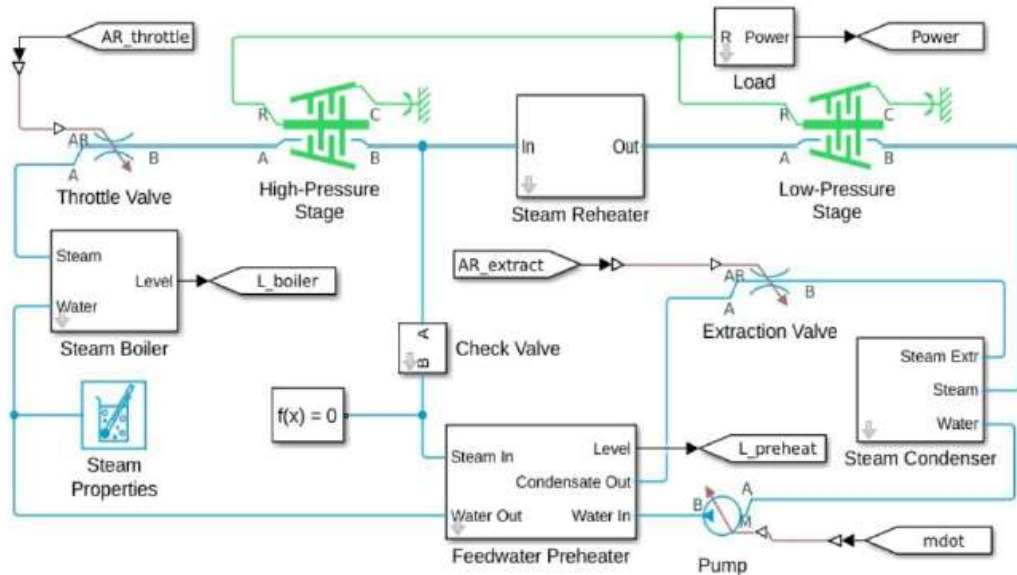 AR_throttle
R Power
Power
Load
R
C
R
C
AR
A
B
A
B
In
Out
A
B
Throttle Valve
High-Pressure
Stage
Steam Reheater
Low-Pressure
Stage
Steam
Level
Water
L_boiler
Steam Boiler
AR_extract
AR
A
B
Extraction Valve
A
B
Check Valve
Steam Extr
Steam
Water
Steam Condenser
f(x) = 0
Steam
Properties
Steam In
Level
Condensate Out
Water Out
Water In
Feedwater Preheater
L_preheat
B
A
M
Pump
mdot